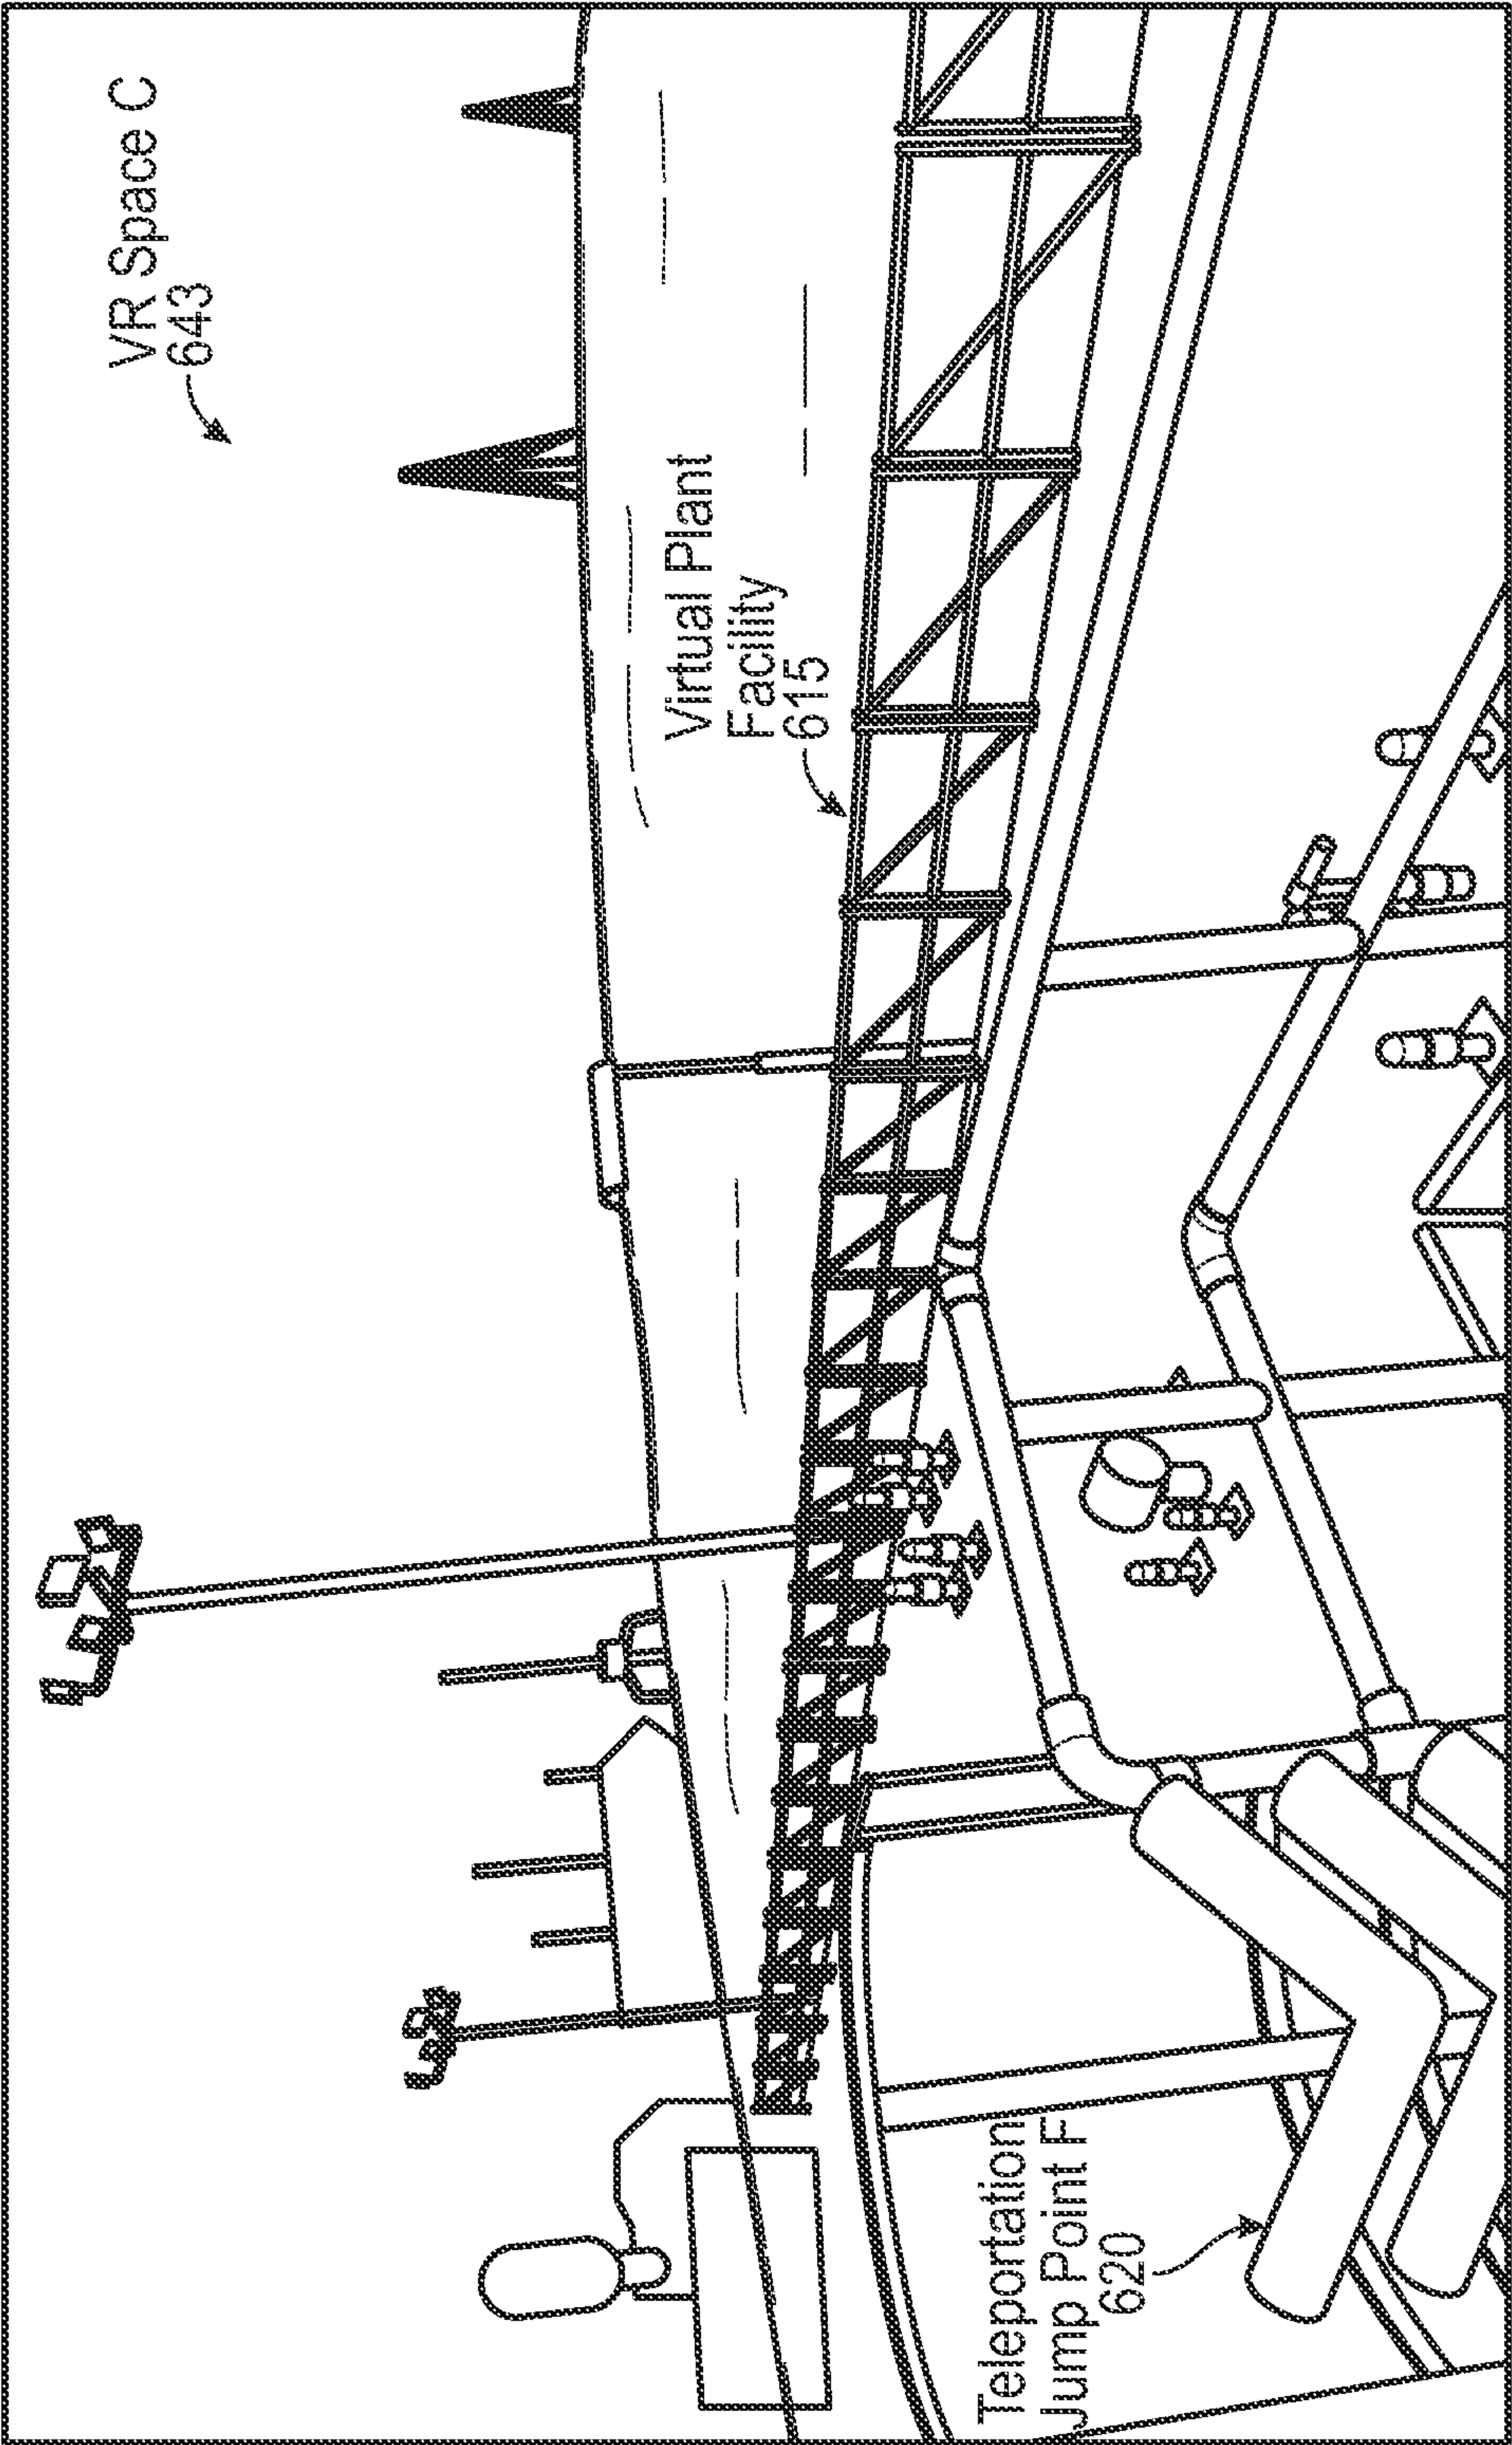 VR Space C
643
Virtual Plant
Facility
615
Teleportation
Jump Point F
620